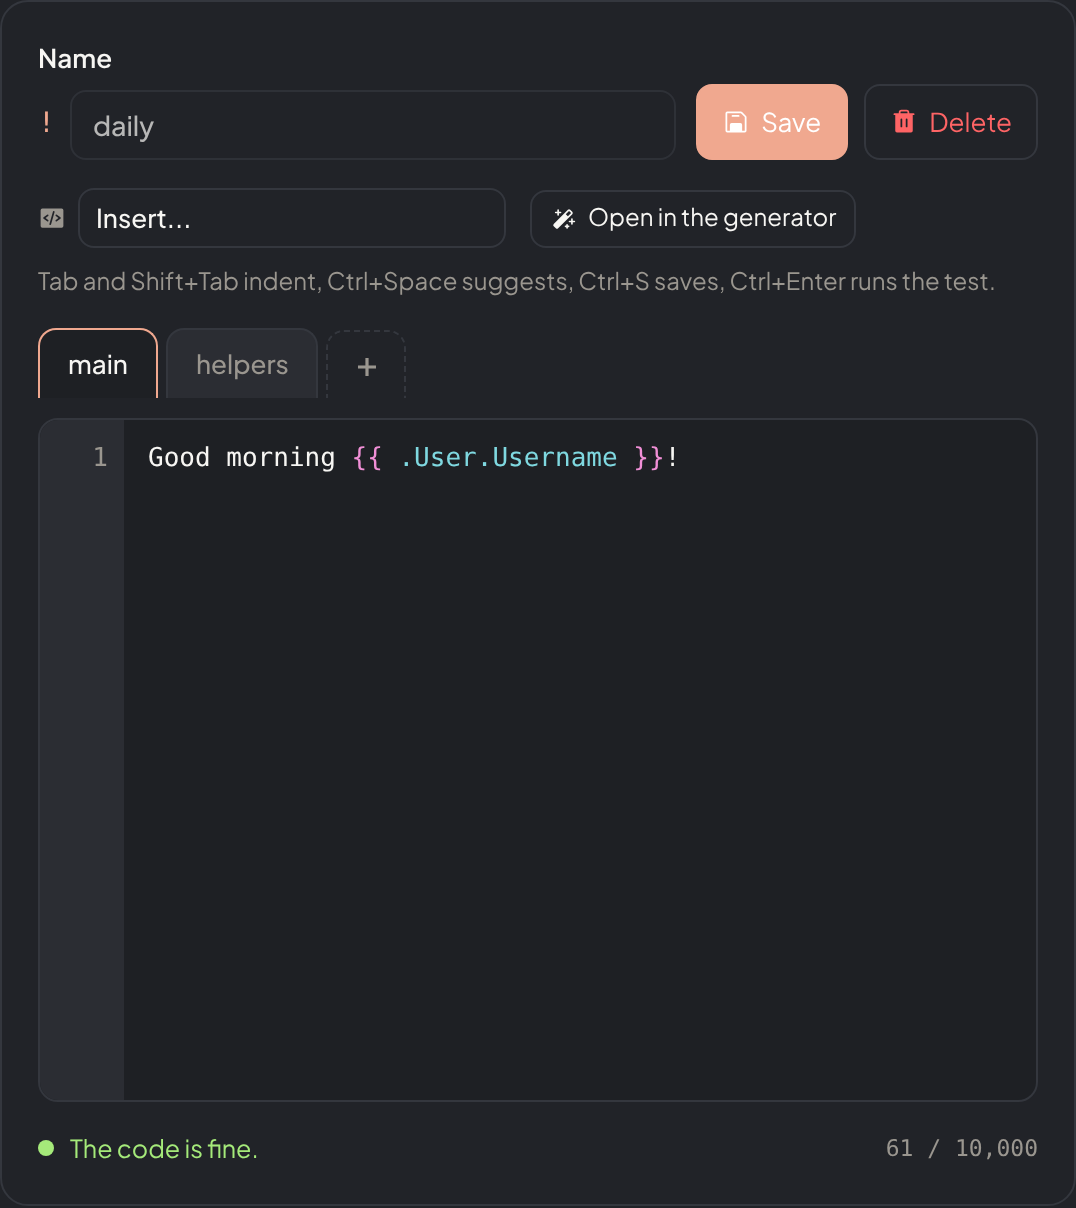 Name
! daily Save Delete
</> Insert... Open in the generator
Tab and Shift+Tab indent, Ctrl+Space suggests, Ctrl+S saves, Ctrl+Enter runs the test.
main helpers +
1 Good morning {{ .User.Username }}!
The code is fine. 61 / 10,000